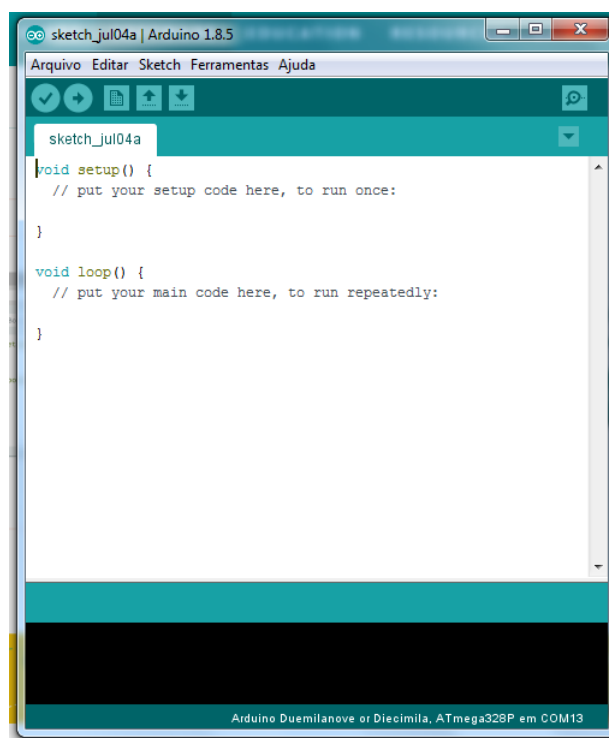 sketch_jul04a | Arduino 1.8.5
Arquivo Editar Sketch Ferramentas Ajuda
sketch_jul04a
void setup() {
// put your setup code here, to run once:
}
void loop() {
// put your main code here, to run repeatedly:
}
Arduino Duemilanove or Diecimila, ATmega328P em COM13